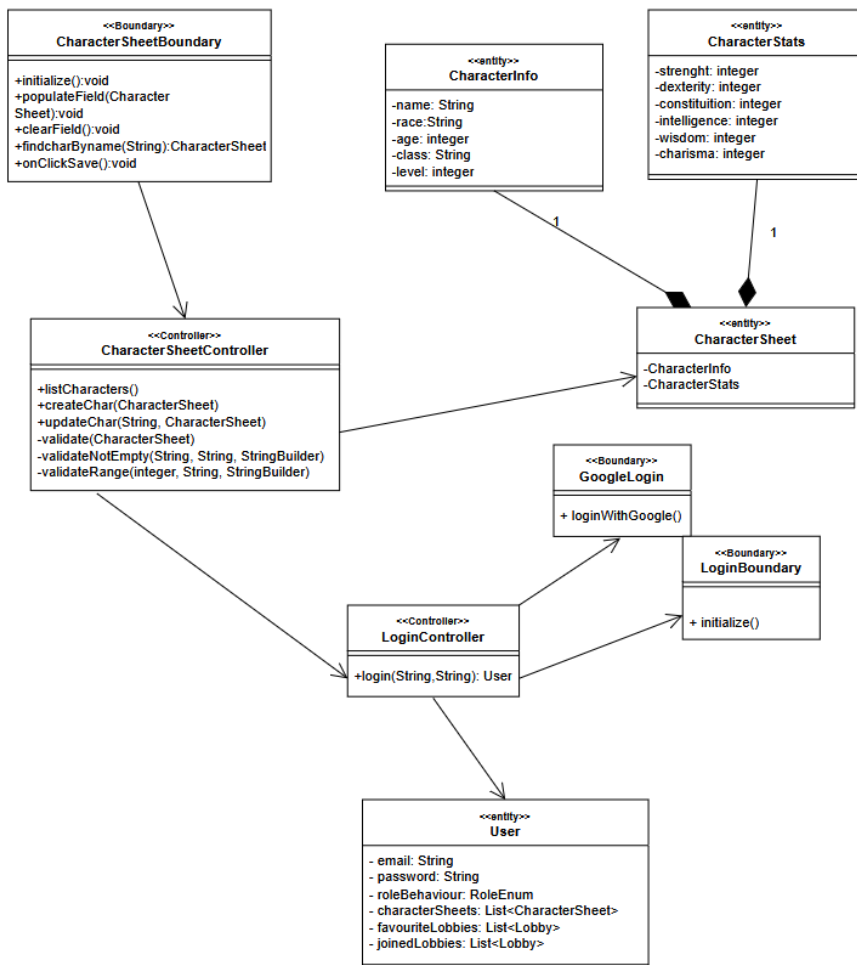 <<Boundary>>
CharacterSheetBoundary
+initialize():void
+populateField(Character
Sheet):void
+clearField():void
+findcharByname(String):CharacterSheet
+onClickSave():void
<<entity>>
CharacterInfo
-name: String
-race:String
-age: integer
-class: String
-level: integer
<<entity>>
CharacterStats
-strenght: integer
-dexterity: integer
-constituition: integer
-intelligence: integer
-wisdom: integer
-charisma: integer
1
1
<<Controller>>
CharacterSheetController
+listCharacters()
+createChar(CharacterSheet)
+updateChar(String, CharacterSheet)
-validate(CharacterSheet)
-validateNotEmpty(String, String, StringBuilder)
-validateRange(integer, String, StringBuilder)
<<entity>>
CharacterSheet
-CharacterInfo
-CharacterStats
<<Boundary>>
GoogleLogin
+ loginWithGoogle()
<<Boundary>>
LoginBoundary
+ initialize()
<<Controller>>
LoginController
+login(String,String): User
<<entity>>
User
- email: String
- password: String
- roleBehaviour: RoleEnum
- characterSheets: List<CharacterSheet>
- favouriteLobbies: List<Lobby>
- joinedLobbies: List<Lobby>